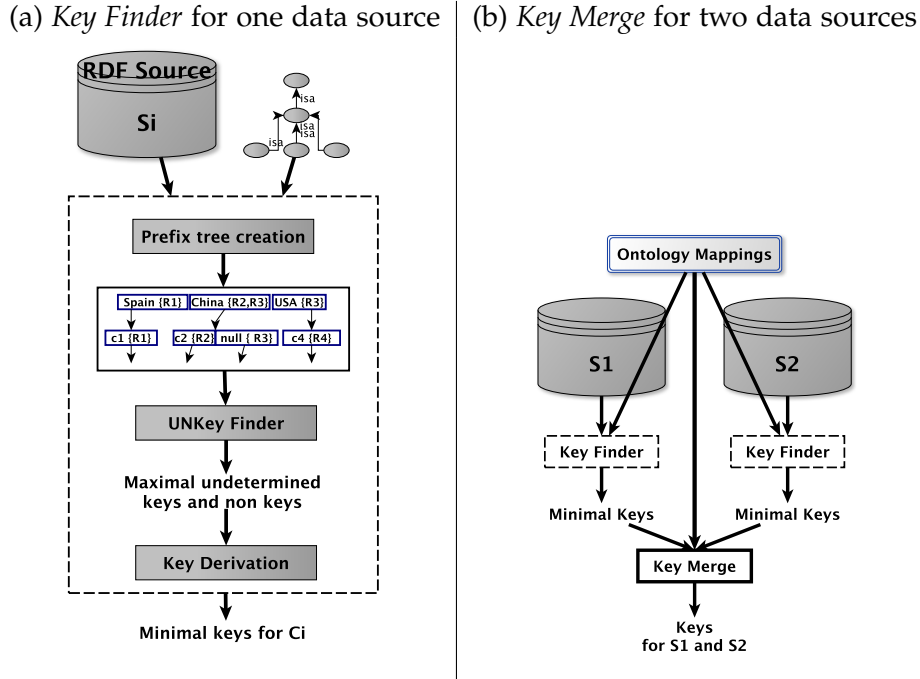 (a) Key Finder for one data source
RDF Source
Si
isa
isa
isa
isa
Prefix tree creation
Spain {R1} China {R2,R3} USA {R3}
c1 {R1} c2 {R2} null { R3} c4 {R4}
UNKey Finder
Maximal undetermined
keys and non keys
Key Derivation
Minimal keys for Ci
(b) Key Merge for two data sources
Ontology Mappings
S1 S2
Key Finder Key Finder
Minimal Keys Minimal Keys
Key Merge
Keys
for S1 and S2